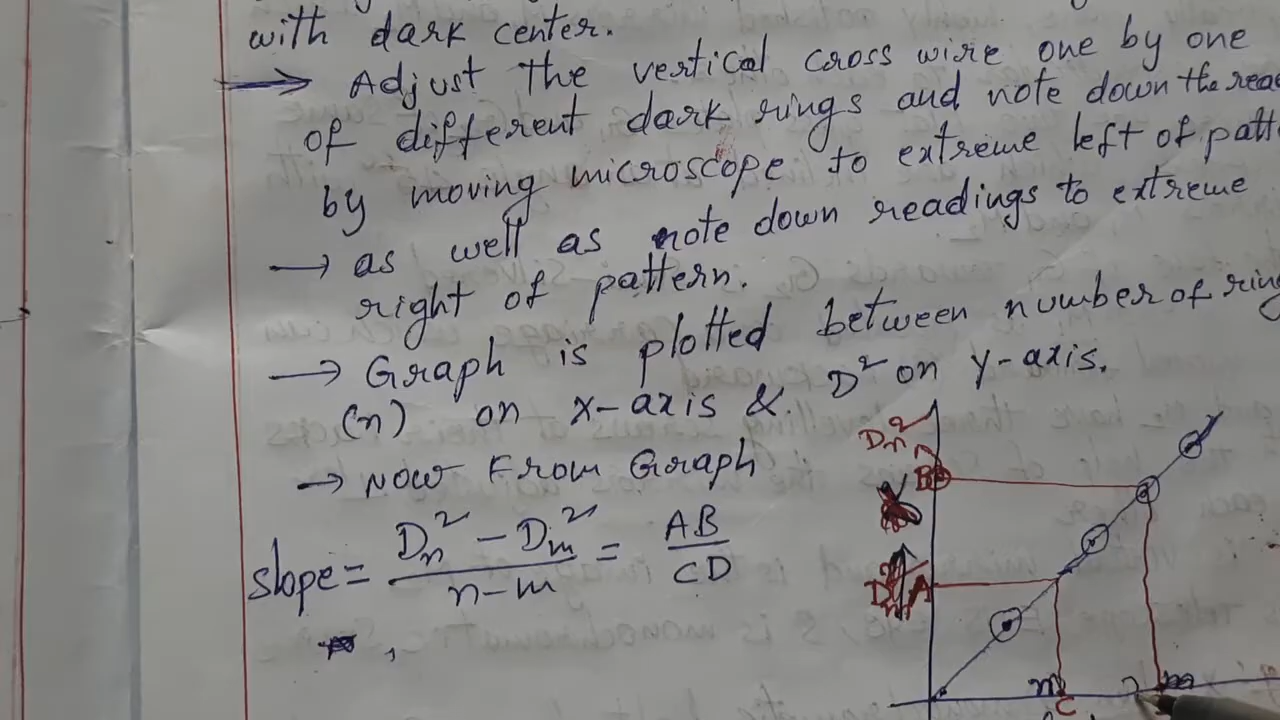 with dark center.
→ Adjust the vertical cross wire one by one
of different dark rings and note down the
by moving microscope to extreme left of
→ as well as note down readings to extreme
right of pattern.
→ Graph is plotted between number of
(n) on x-axis & D² on y-axis.
→ Now From Graph
slope = (Dn² - Dm²)/(n-m) = AB/CD
Dn²
B
A
m
C